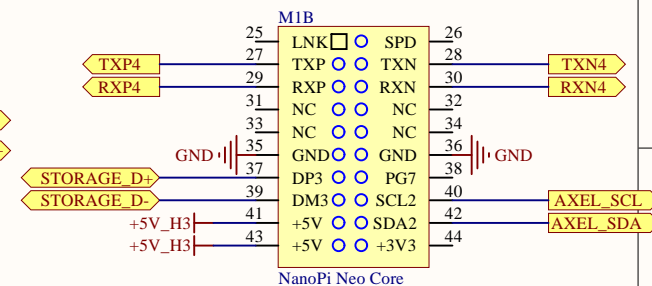 M1B
25 LNK SPD 26
TXP4 27 TXP TXN 28 TXN4
RXP4 29 RXP RXN 30 RXN4
31 NC NC 32
33 NC NC 34
GND 35 GND GND 36 GND
STORAGE_D+ 37 DP3 PG7 38
STORAGE_D- 39 DM3 SCL2 40 AXEL_SCL
+5V_H3 41 +5V SDA2 42 AXEL_SDA
+5V_H3 43 +5V +3V3 44
NanoPi Neo Core